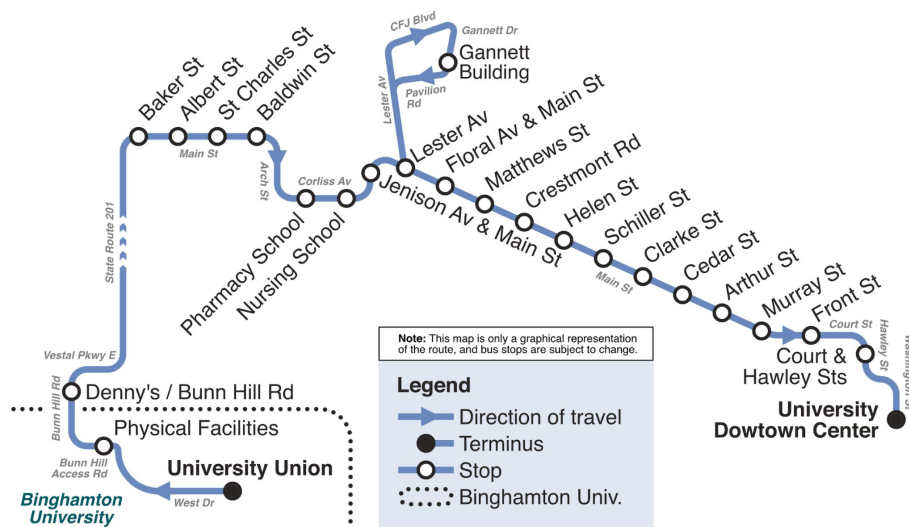 CFJ Blvd
Gannett Dr
Gannett
Building
Lester Av
Pavilion
Rd
Baker St
Albert St
St Charles St
Baldwin St
Main St
Arch St
Corliss Av
Pharmacy School
Nursing School
Jenison Av & Main St
Lester Av
Floral Av & Main St
Matthews St
Crestmont Rd
Helen St
Schiller St
Main St
Clarke St
Cedar St
Arthur St
Murray St
Front St
Court St
Hawley St
Washington St
Court &
Hawley Sts
University
Dowtown Center
State Route 201
Vestal Pkwy E
Bunn Hill Rd
Denny's / Bunn Hill Rd
Physical Facilities
Bunn Hill
Access Rd
University Union
West Dr
Binghamton
University
Note: This map is only a graphical representation
of the route, and bus stops are subject to change.
Legend
Direction of travel
Terminus
Stop
Binghamton Univ.